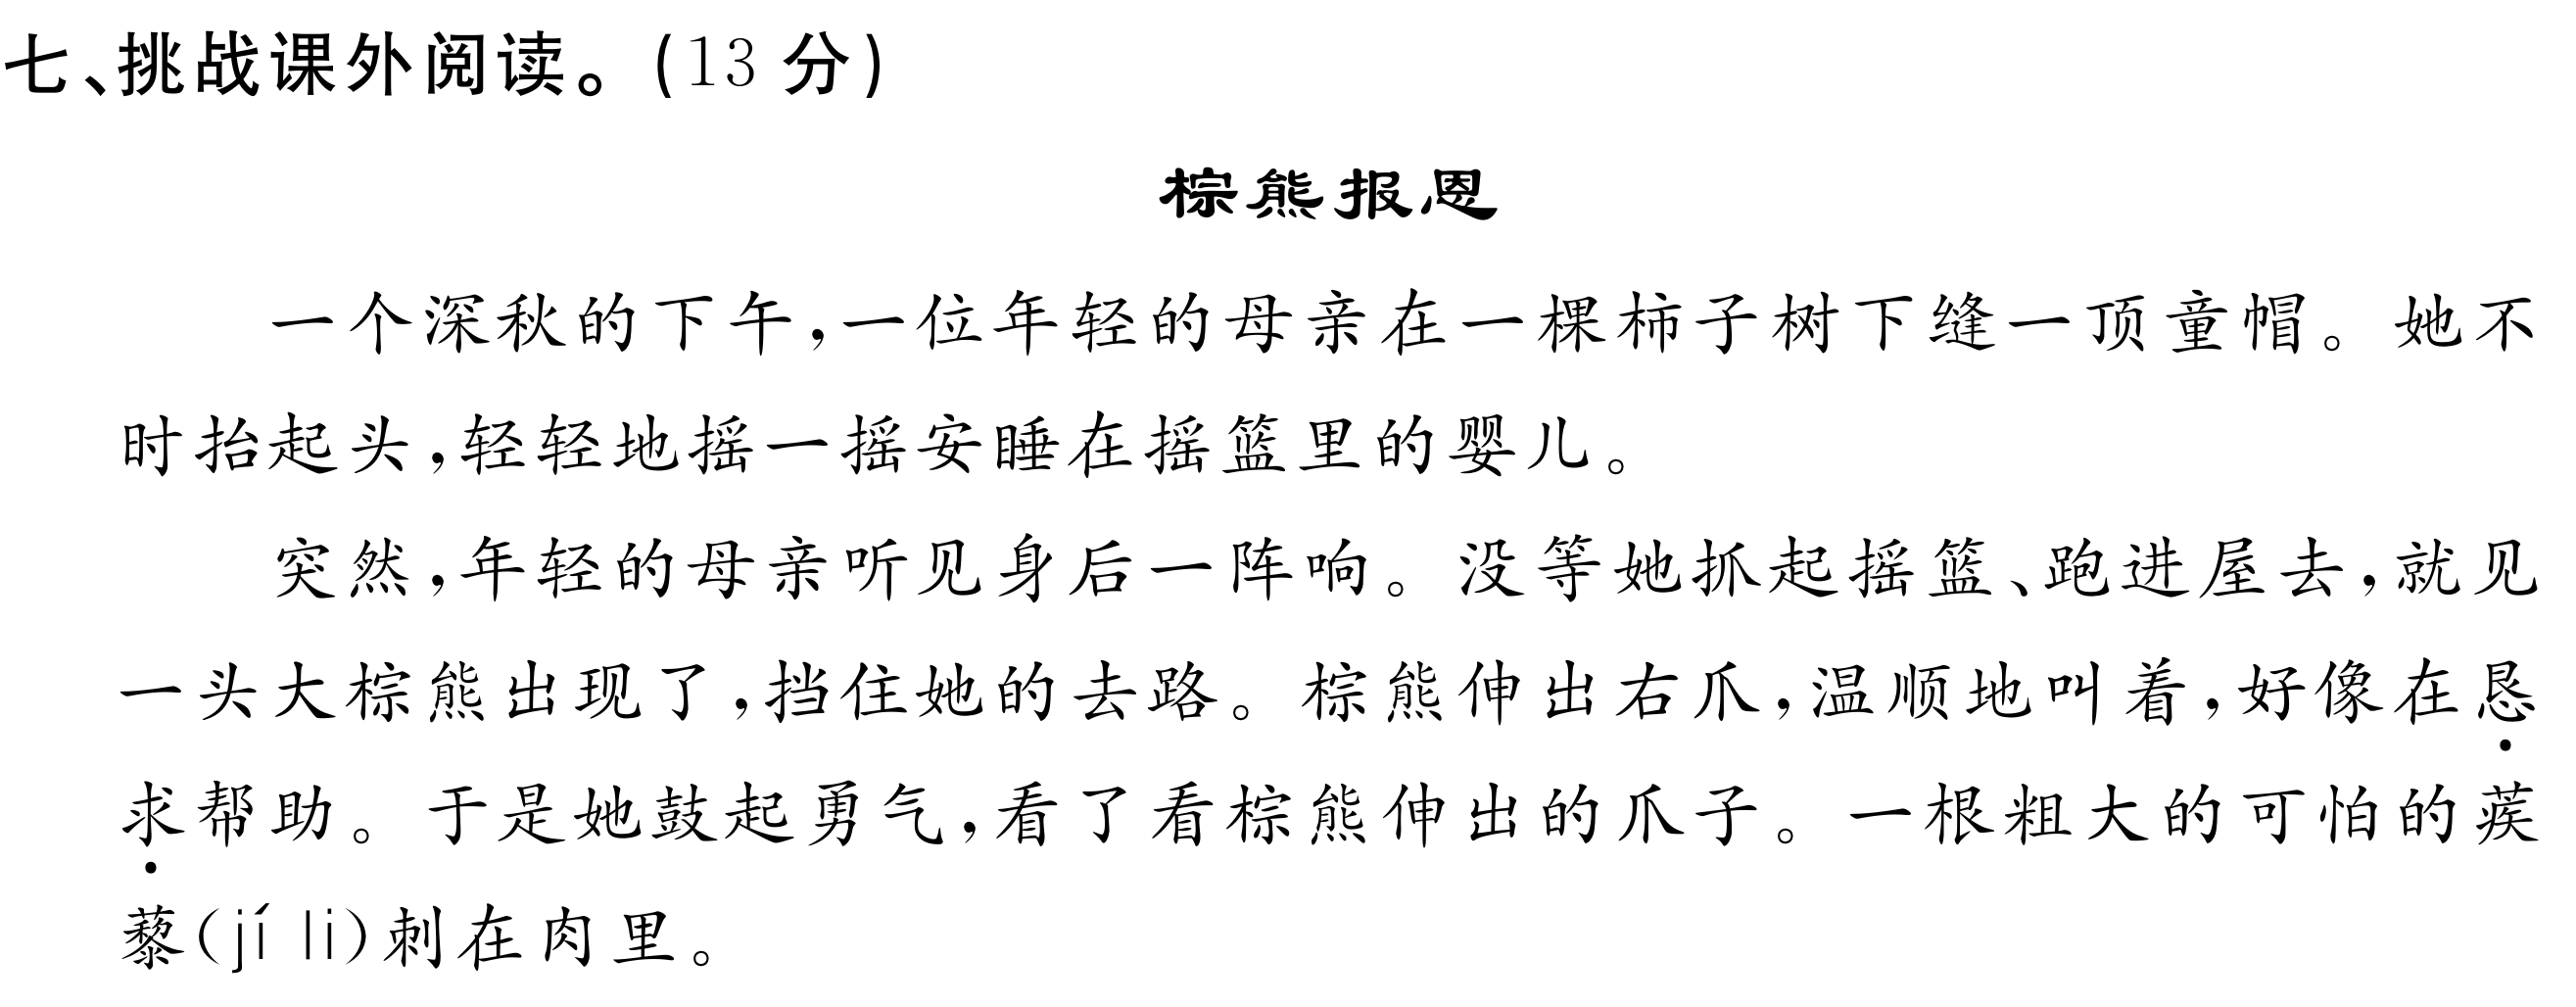 七、挑战课外阅读。(13 分)
棕熊报恩
一个深秋的下午,一位年轻的母亲在一棵柿子树下缝一顶童帽。她不
时抬起头,轻轻地摇一摇安睡在摇篮里的婴儿。
突然,年轻的母亲听见身后一阵响。没等她抓起摇篮、跑进屋去,就见
一头大棕熊出现了,挡住她的去路。棕熊伸出右爪,温顺地叫着,好像在恳
求帮助。于是她鼓起勇气,看了看棕熊伸出的爪子。一根粗大的可怕的蒺
藜(jí li)刺在肉里。